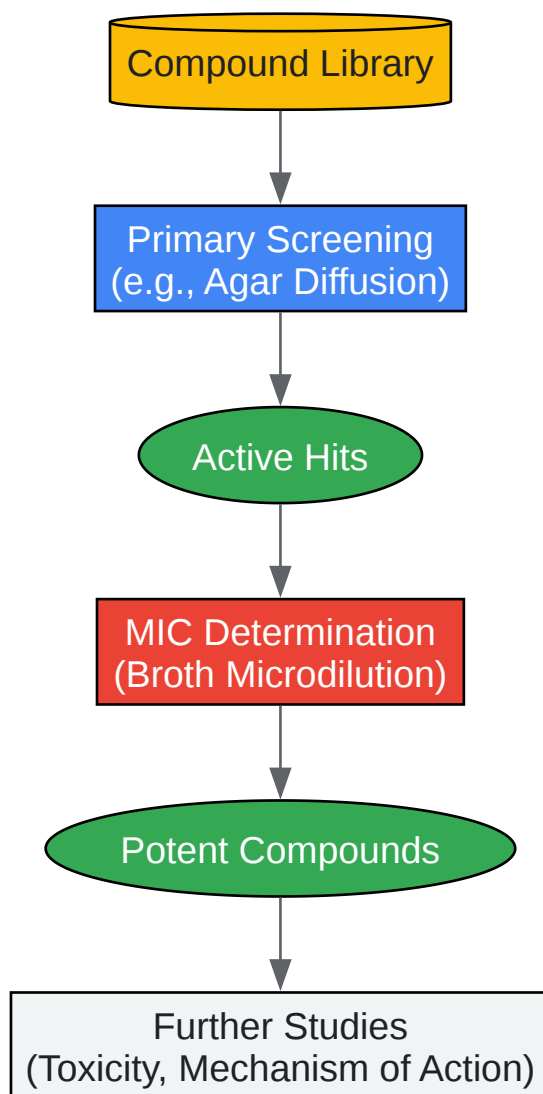 Compound Library
Primary Screening
(e.g., Agar Diffusion)
Active Hits
MIC Determination
(Broth Microdilution)
Potent Compounds
Further Studies
(Toxicity, Mechanism of Action)